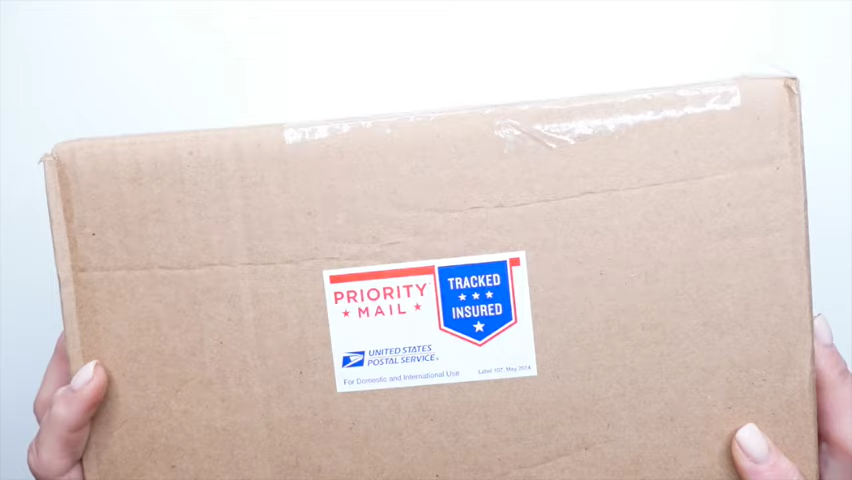 PRIORITY
MAIL
TRACKED
INSURED
UNITED STATES
POSTAL SERVICE®
For Domestic and International Use
Label 107, May 2014